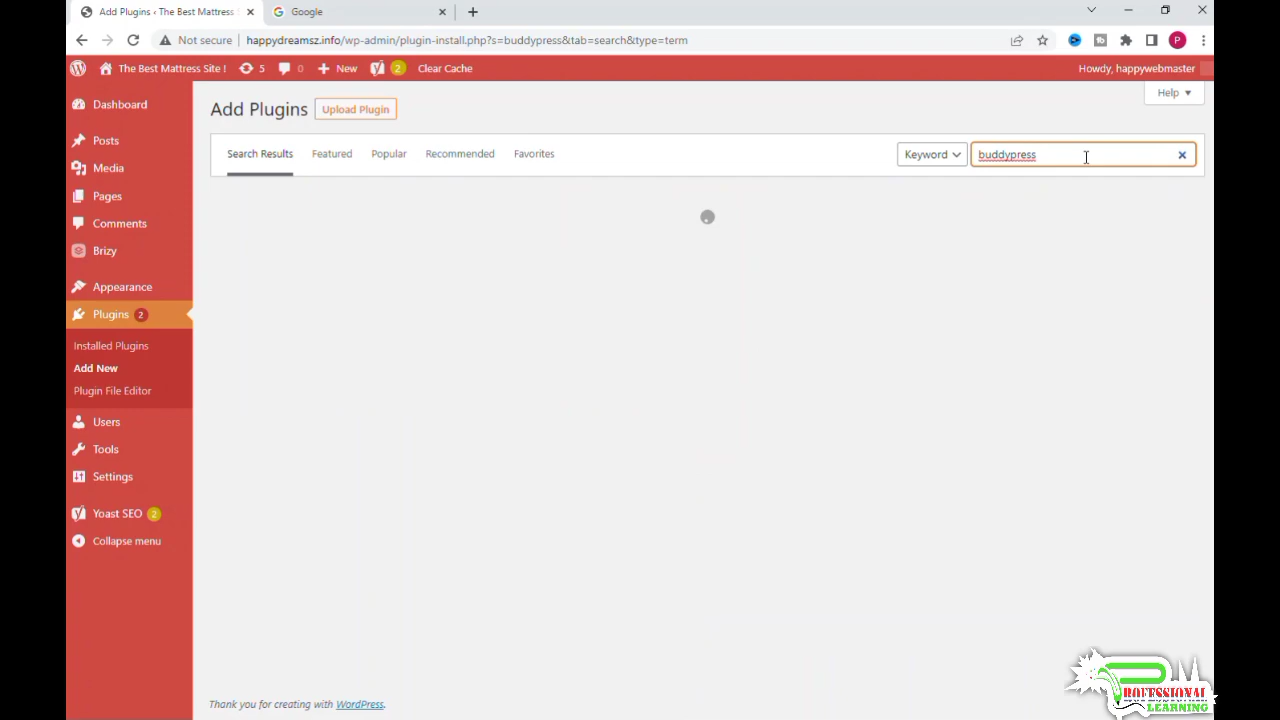 Add Plugins ‹ The Best Mattress
Google
Not secure
happydreamsz.info/wp-admin/plugin-install.php?s=buddypress&tab=search&type=term
P
The Best Mattress Site !
5
0
New
2
Clear Cache
Howdy, happywebmaster
Dashboard
Posts
Media
Pages
Comments
Brizy
Appearance
Plugins 2
Installed Plugins
Add New
Plugin File Editor
Users
Tools
Settings
Yoast SEO 2
Collapse menu
Add Plugins
Upload Plugin
Help
Search Results
Featured
Popular
Recommended
Favorites
Keyword
buddypress
Thank you for creating with WordPress.
PROFESSIONAL
LEARNING